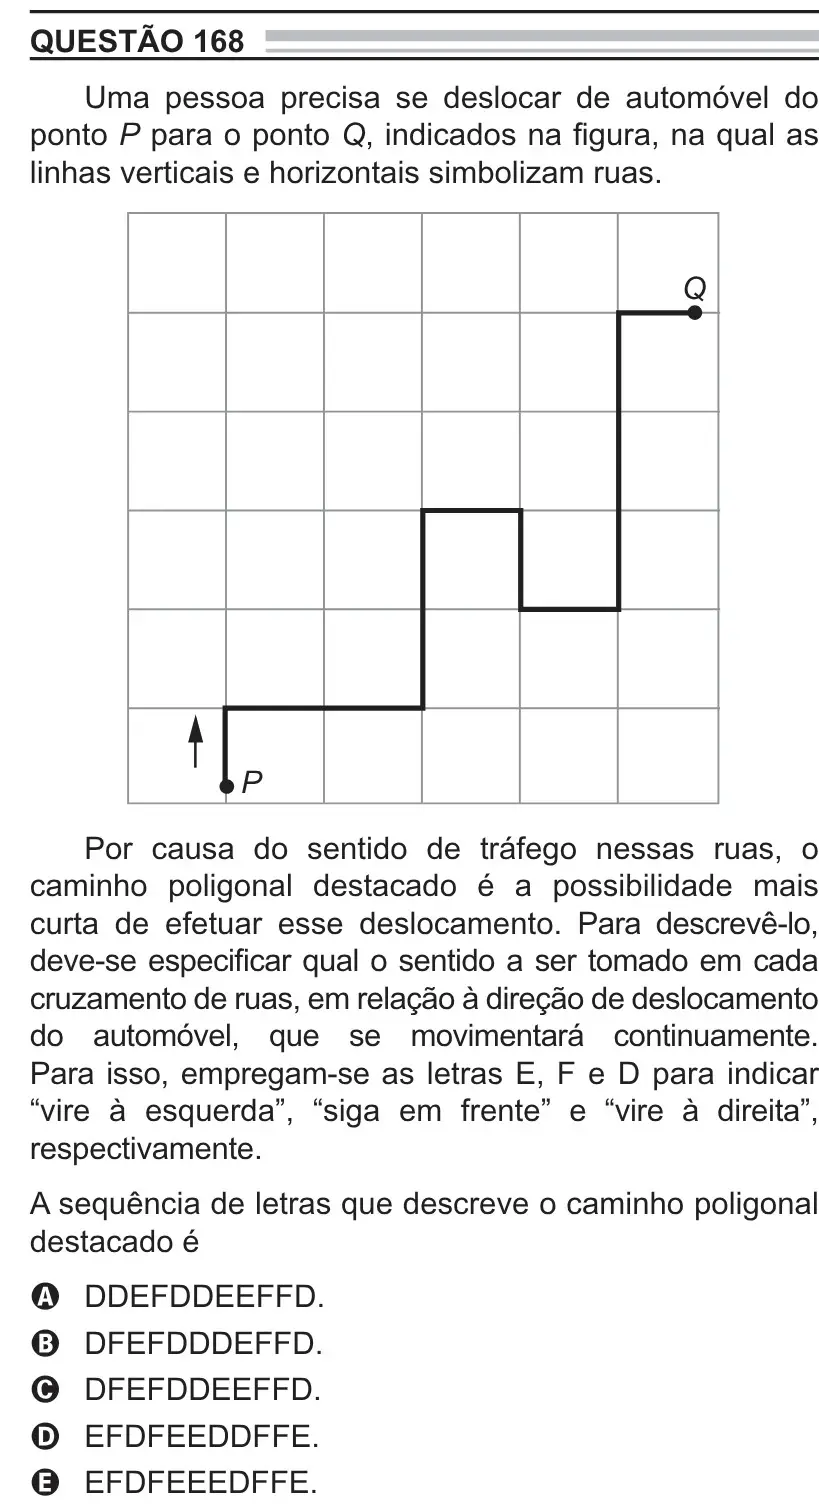 QUESTÃO 168
Uma pessoa precisa se deslocar de automóvel do
ponto P para o ponto Q, indicados na figura, na qual as
linhas verticais e horizontais simbolizam ruas.
Q
P
Por causa do sentido de tráfego nessas ruas, o
caminho poligonal destacado é a possibilidade mais
curta de efetuar esse deslocamento. Para descrevê-lo,
deve-se especificar qual o sentido a ser tomado em cada
cruzamento de ruas, em relação à direção de deslocamento
do automóvel, que se movimentará continuamente.
Para isso, empregam-se as letras E, F e D para indicar
“vire à esquerda”, “siga em frente” e “vire à direita”,
respectivamente.
A sequência de letras que descreve o caminho poligonal
destacado é
A DDEFDDEEFFD.
B DFEFDDDEFFD.
C DFEFDDEEFFD.
D EFDFEEDDFFE.
E EFDFEEEDFFE.